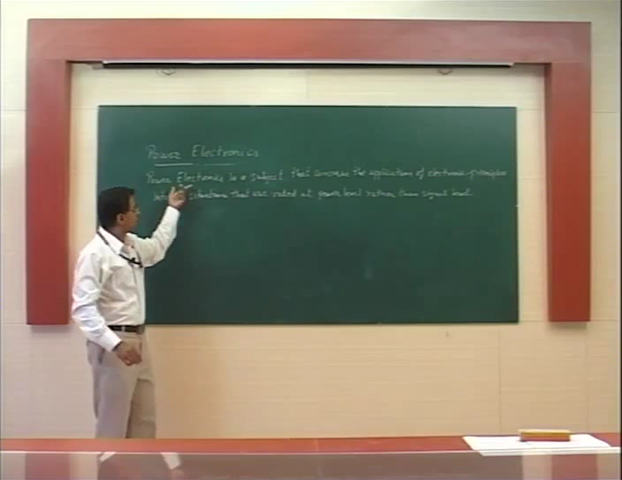 Power Electronics
Power Electronics is a subject that concerns the application of electronic principles
into situations that are rated at power level rather than signal level.